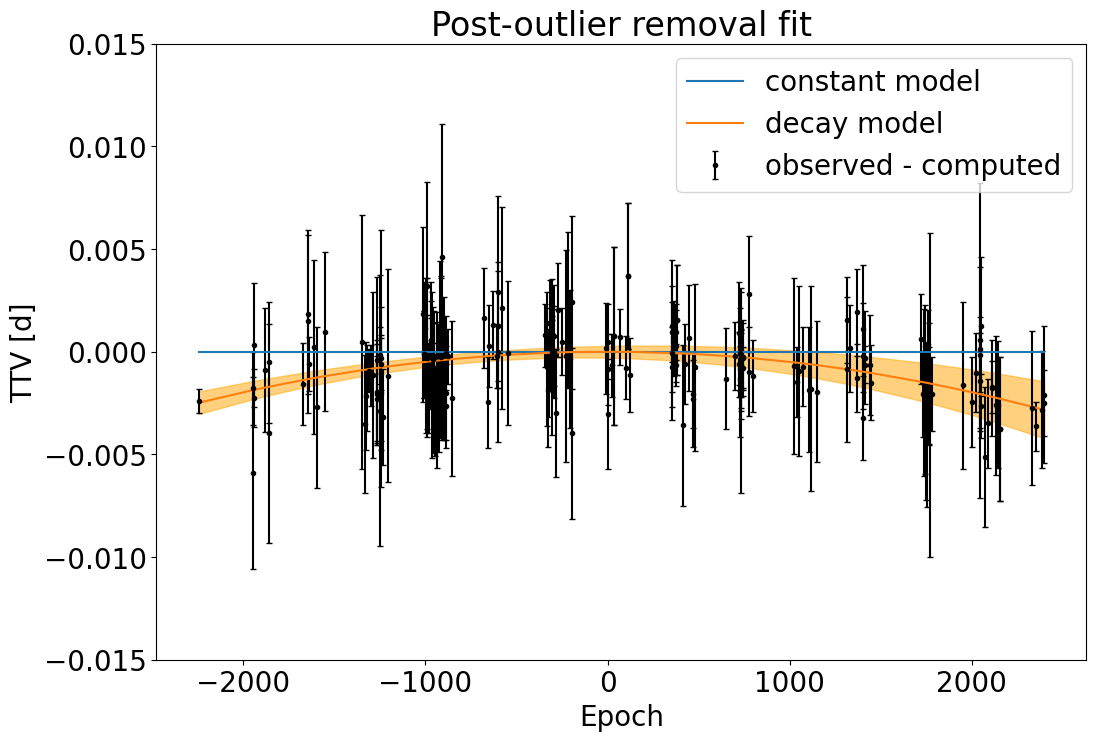 Post-outlier removal fit
0.015
0.010
0.005
0.000
−0.005
−0.010
−0.015
TTV [d]
constant model
decay model
observed - computed
−2000
−1000
0
1000
2000
Epoch